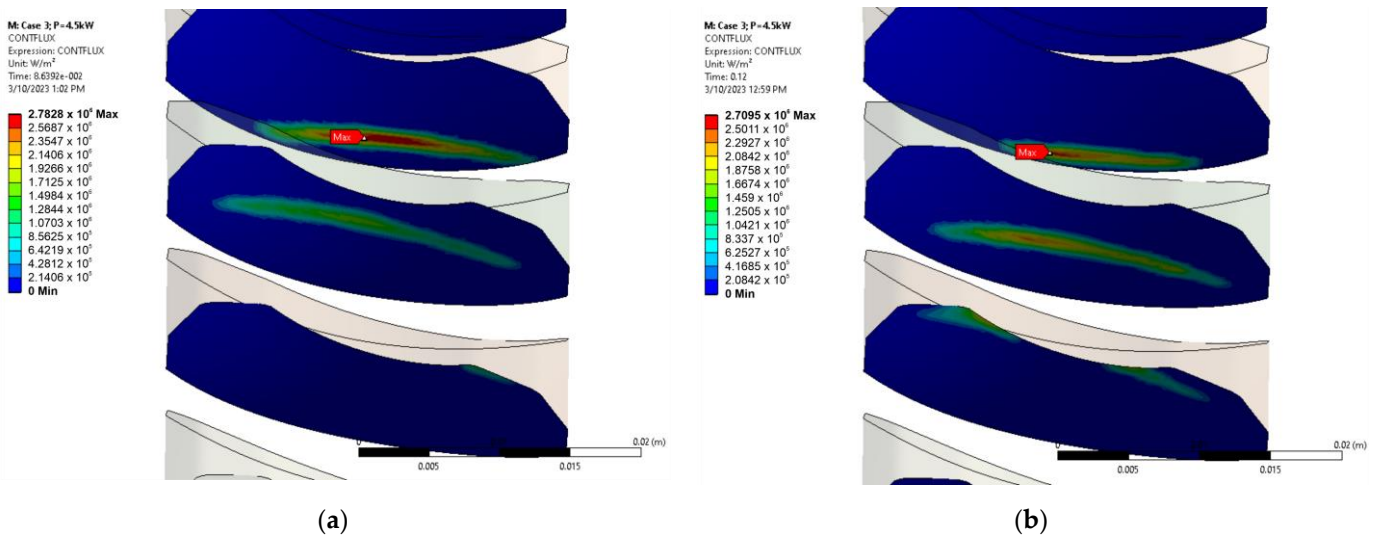 M: Case 3; P=4.5kW
CONTFLUX
Expression: CONTFLUX
Unit: W/m²
Time: 8.6392e-002
3/10/2023 1:02 PM
2.7828 x 10⁶ Max
2.5687 x 10⁶
2.3547 x 10⁶
2.1406 x 10⁶
1.9266 x 10⁶
1.7125 x 10⁶
1.4984 x 10⁶
1.2844 x 10⁶
1.0703 x 10⁶
8.5625 x 10⁵
6.4219 x 10⁵
4.2812 x 10⁵
2.1406 x 10⁵
0 Min
Max
0.02 (m)
0.005
0.015
(a)
M: Case 3; P=4.5kW
CONTFLUX
Expression: CONTFLUX
Unit: W/m²
Time: 0.12
3/10/2023 12:59 PM
2.7095 x 10⁶ Max
2.5011 x 10⁶
2.2927 x 10⁶
2.0842 x 10⁶
1.8758 x 10⁶
1.6674 x 10⁶
1.459 x 10⁶
1.2505 x 10⁶
1.0421 x 10⁶
8.337 x 10⁵
6.2527 x 10⁵
4.1685 x 10⁵
2.0842 x 10⁵
0 Min
Max
0.02 (m)
0.005
0.015
(b)